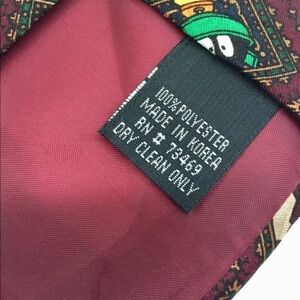 100% POLYESTER
MADE IN KOREA
RN # 73469
DRY CLEAN ONLY